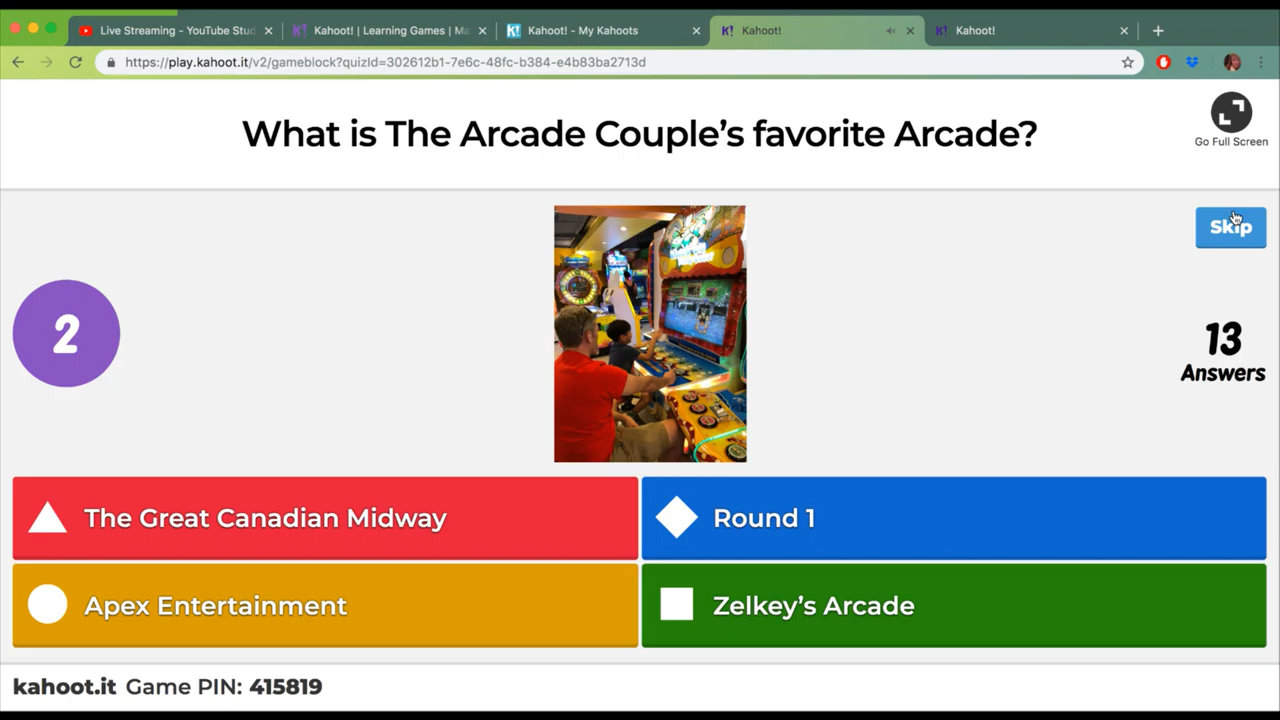 Live Streaming - YouTube Stud
Kahoot! | Learning Games | Ma
Kahoot! - My Kahoots
Kahoot!
Kahoot!
https://play.kahoot.it/v2/gameblock?quizId=302612b1-7e6c-48fc-b384-e4b83ba2713d
What is The Arcade Couple's favorite Arcade?
Go Full Screen
Skip
2
13
Answers
The Great Canadian Midway
Round 1
Apex Entertainment
Zelkey's Arcade
kahoot.it Game PIN: 415819